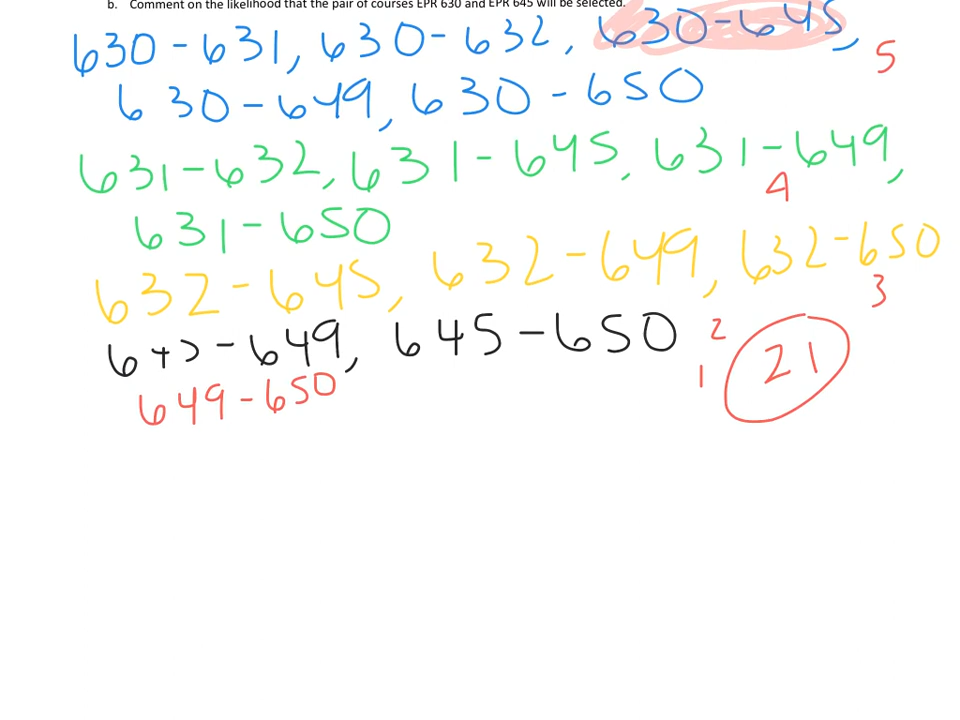 b. Comment on the likelihood that the pair of courses EPR 630 and EPR 645 will be selected.
630-631, 630-632, 630-645,
5
630-649, 630-650
631-632, 631-645, 631-649,
4
631-650
632-645, 632-649, 632-650
3
645-649, 645-650
2
649-650
1
21